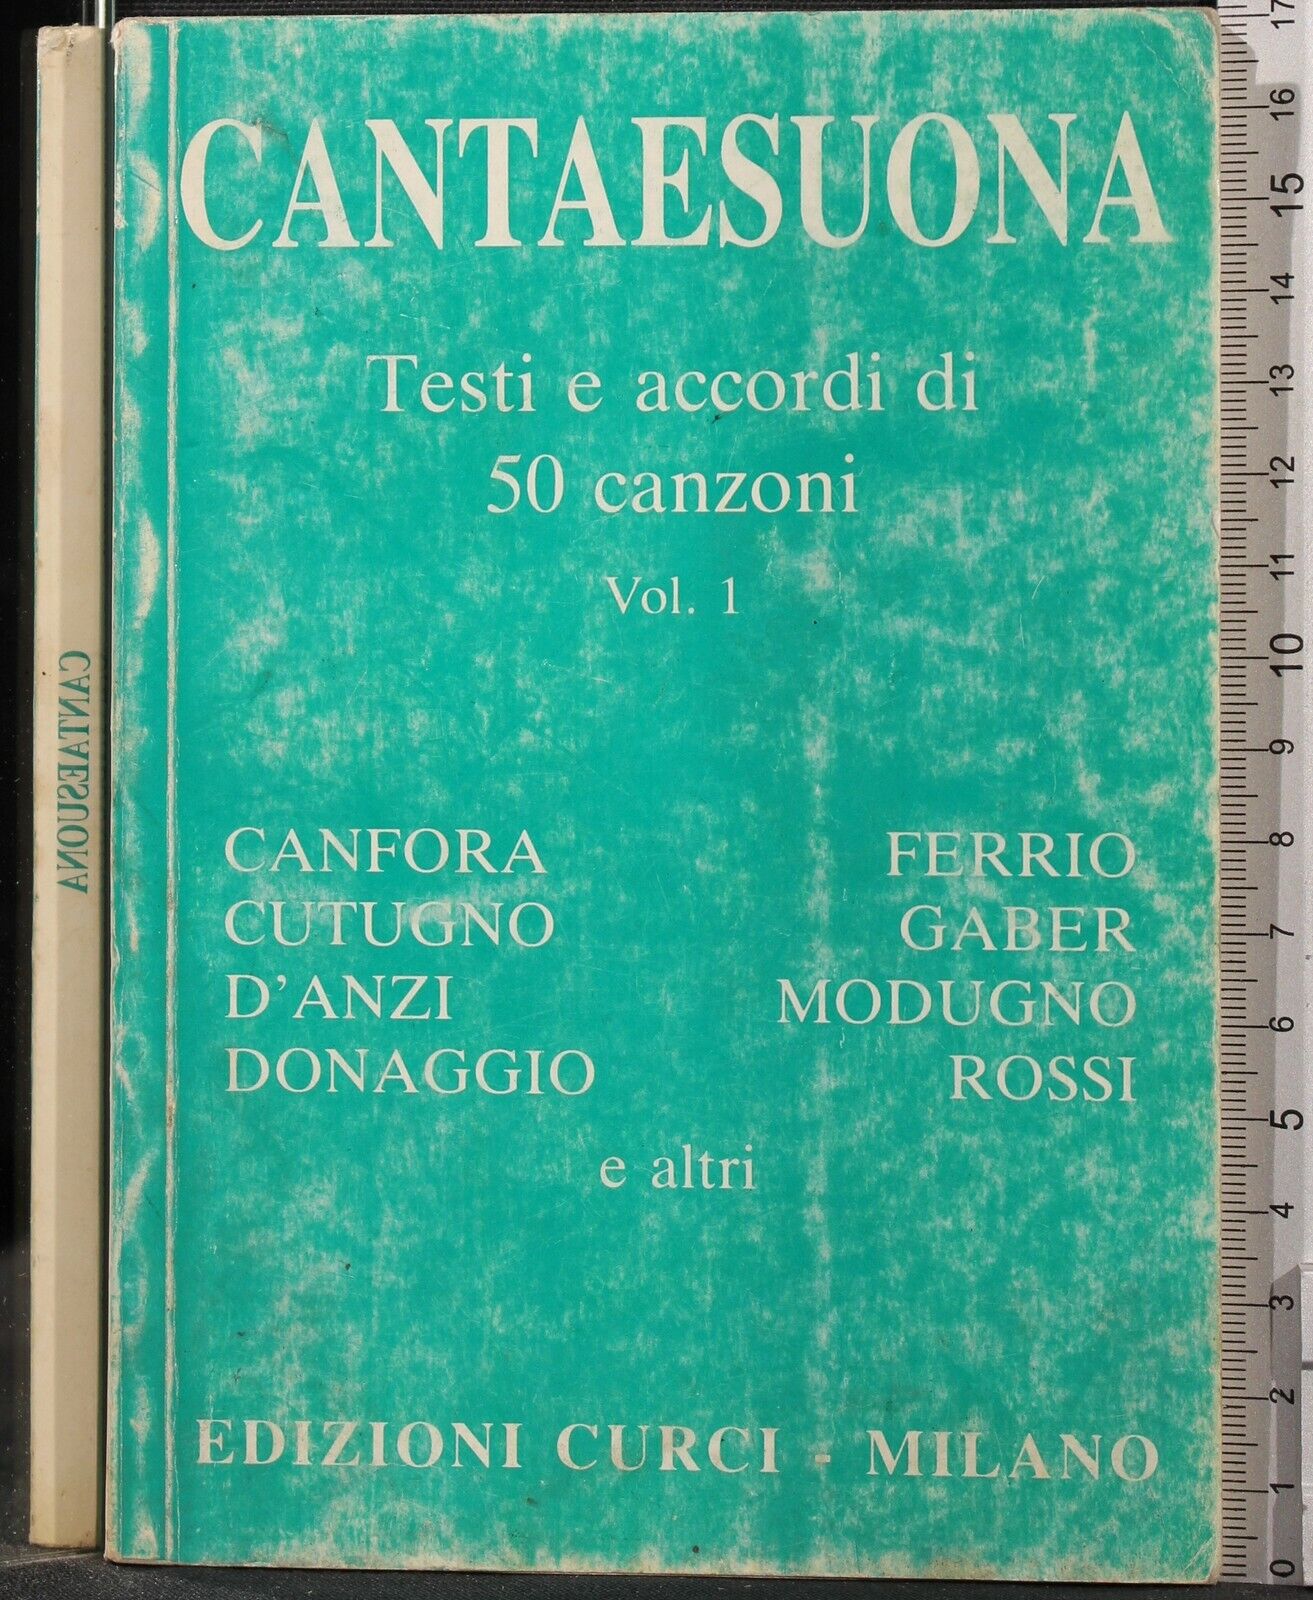 CANTAESUONA
Testi e accordi di
50 canzoni
Vol. 1
CANFORA FERRIO
CUTUGNO GABER
D'ANZI MODUGNO
DONAGGIO ROSSI
e altri
EDIZIONI CURCI - MILANO
CANTAESUONA
17
16
15
14
13
12
11
10
9
8
7
6
5
4
3
2
1
0